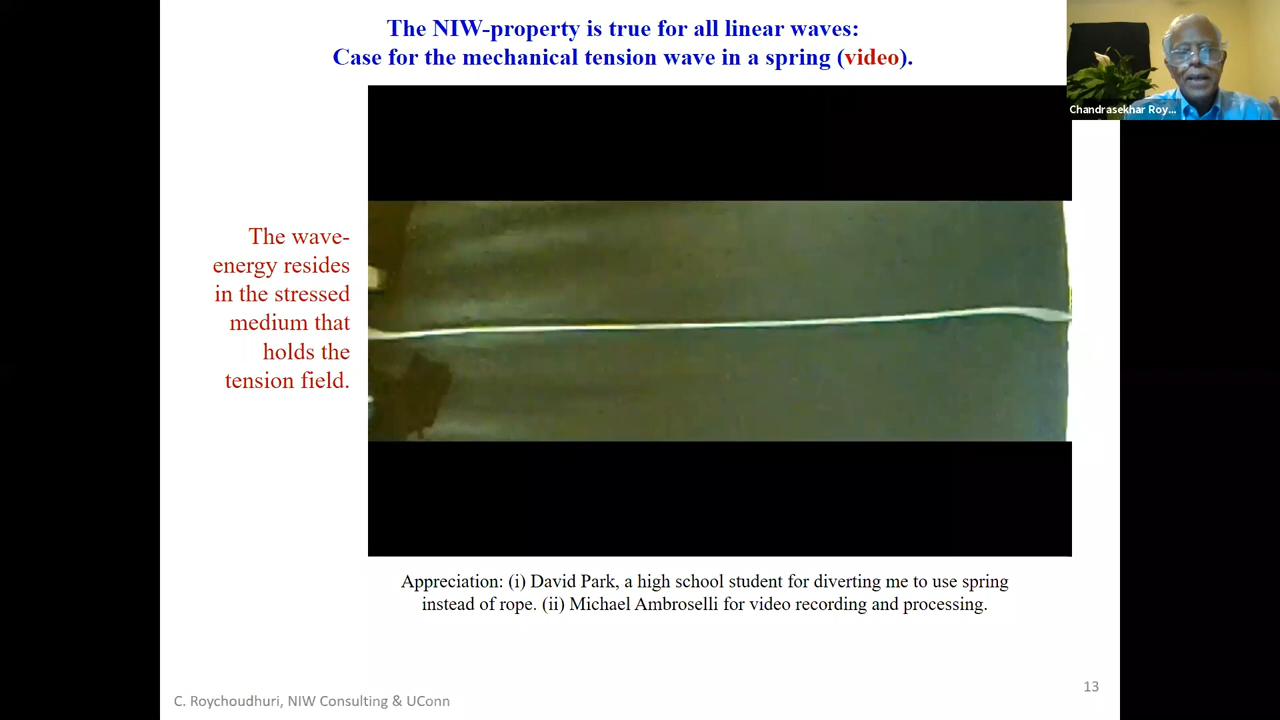 The NIW-property is true for all linear waves:
Case for the mechanical tension wave in a spring (video).
Chandrasekhar Roy...
The wave-
energy resides
in the stressed
medium that
holds the
tension field.
Appreciation: (i) David Park, a high school student for diverting me to use spring
instead of rope. (ii) Michael Ambroselli for video recording and processing.
13
C. Roychoudhuri, NIW Consulting & UConn